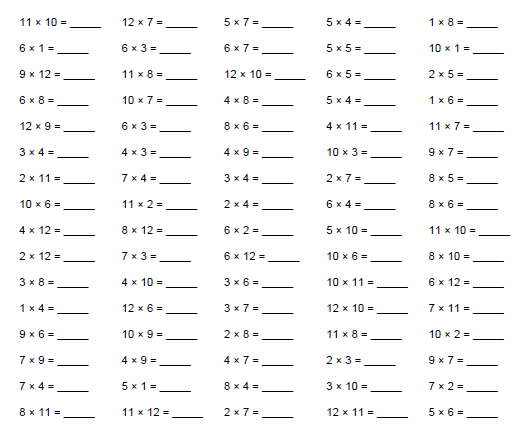 11 × 10 = _____ 12 × 7 = _____ 5 × 7 = _____ 5 × 4 = _____ 1 × 8 = _____
6 × 1 = _____ 6 × 3 = _____ 6 × 7 = _____ 5 × 5 = _____ 10 × 1 = _____
9 × 12 = _____ 11 × 8 = _____ 12 × 10 = _____ 6 × 5 = _____ 2 × 5 = _____
6 × 8 = _____ 10 × 7 = _____ 4 × 8 = _____ 5 × 4 = _____ 1 × 6 = _____
12 × 9 = _____ 6 × 3 = _____ 8 × 6 = _____ 4 × 11 = _____ 11 × 7 = _____
3 × 4 = _____ 4 × 3 = _____ 4 × 9 = _____ 10 × 3 = _____ 9 × 7 = _____
2 × 11 = _____ 7 × 4 = _____ 3 × 4 = _____ 2 × 7 = _____ 8 × 5 = _____
10 × 6 = _____ 11 × 2 = _____ 2 × 4 = _____ 6 × 4 = _____ 8 × 6 = _____
4 × 12 = _____ 8 × 12 = _____ 6 × 2 = _____ 5 × 10 = _____ 11 × 10 = _____
2 × 12 = _____ 7 × 3 = _____ 6 × 12 = _____ 10 × 6 = _____ 8 × 10 = _____
3 × 8 = _____ 4 × 10 = _____ 3 × 6 = _____ 10 × 11 = _____ 6 × 12 = _____
1 × 4 = _____ 12 × 6 = _____ 3 × 7 = _____ 12 × 10 = _____ 7 × 11 = _____
9 × 6 = _____ 10 × 9 = _____ 2 × 8 = _____ 11 × 8 = _____ 10 × 2 = _____
7 × 9 = _____ 4 × 9 = _____ 4 × 7 = _____ 2 × 3 = _____ 9 × 7 = _____
7 × 4 = _____ 5 × 1 = _____ 8 × 4 = _____ 3 × 10 = _____ 7 × 2 = _____
8 × 11 = _____ 11 × 12 = _____ 2 × 7 = _____ 12 × 11 = _____ 5 × 6 = _____